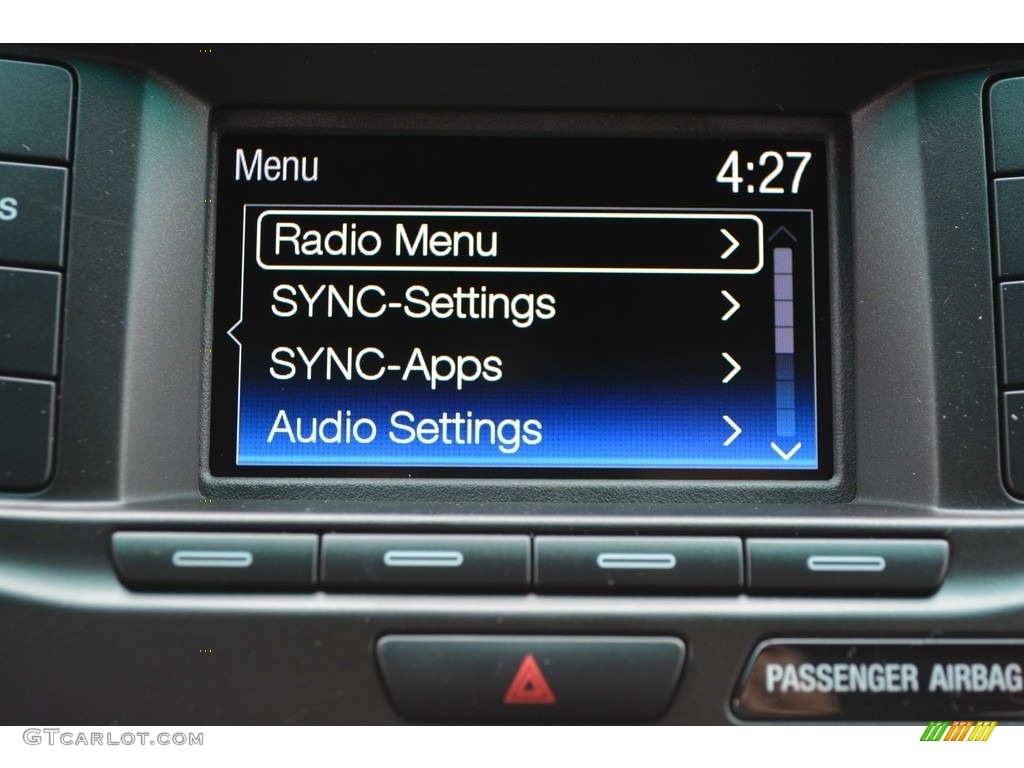 Menu 4:27
Radio Menu
SYNC-Settings
SYNC-Apps
Audio Settings
S
PASSENGER AIRBAG
GTcarlot.com